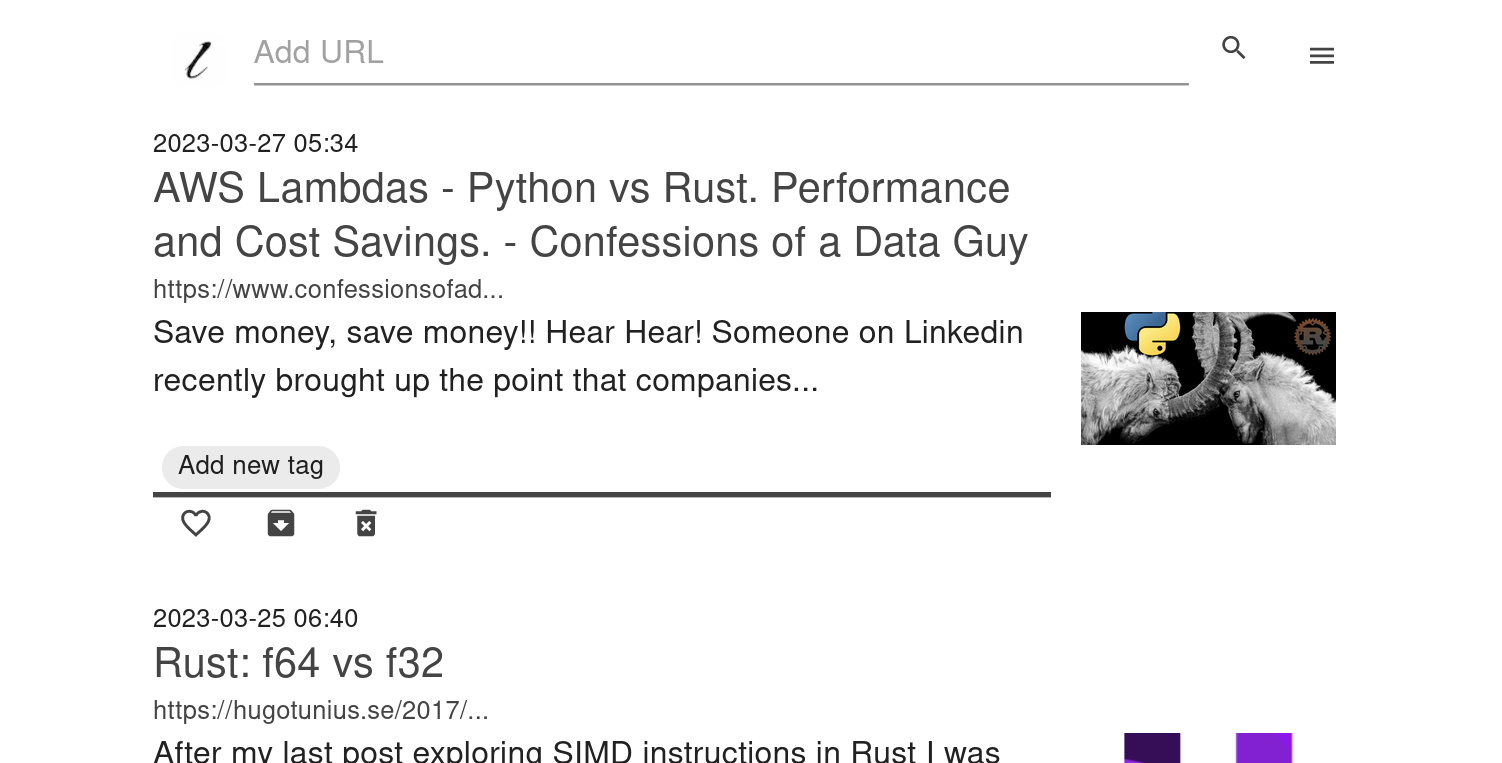 l
Add URL
2023-03-27 05:34
AWS Lambdas - Python vs Rust. Performance
and Cost Savings. - Confessions of a Data Guy
https://www.confessionsofad...
Save money, save money!! Hear Hear! Someone on Linkedin
recently brought up the point that companies...
R
Add new tag
2023-03-25 06:40
Rust: f64 vs f32
https://hugotunius.se/2017/...
After my last post exploring SIMD instructions in Rust I was